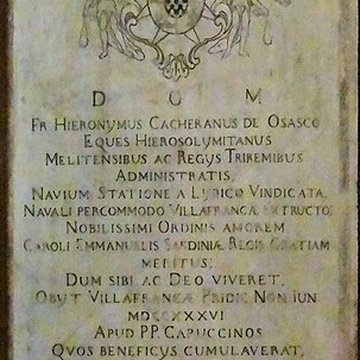 D O M
FR HIERONYMUS CACHERANUS DE OSASCO
EQUES HIEROSOLYMITANUS
MELITENSIBUS AC REGIIS TRIREMIBUS
ADMINISTRATIS,
NAVIUM STATIONE A LYBICO VINDICATA,
NAVALI PERCOMMODO VILLAFRANCÆ EXTRUCTO
NOBILISSIMI ORDINIS AMOREM
CAROLI EMMANUELLIS SARDINIÆ REGIS GRATIAM
MERITUS;
DUM SIBI, AC DEO VIVERET,
OBIIT VILLAFRANCÆ PRIDIE NON IUN
MDCCXXXVI
APUD PP. CAPUCCINOS
QUOS BENEFICUS CUMULAVERAT,